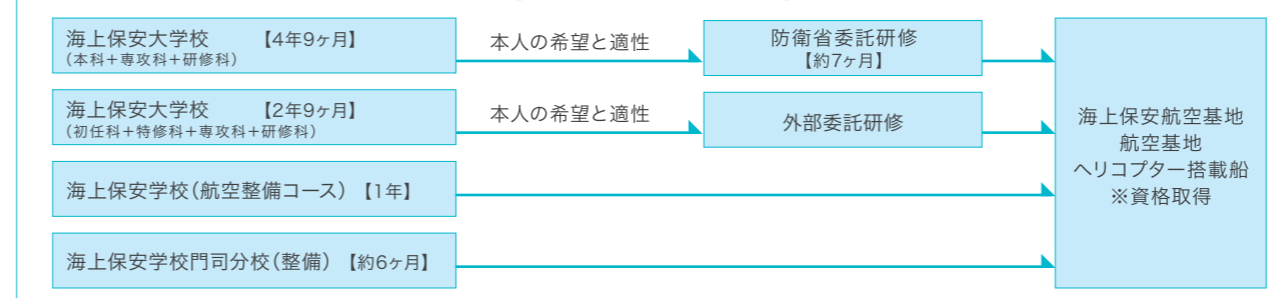 海上保安大学校 【4年9ヶ月】
(本科+専攻科+研修科)
本人の希望と適性
防衛省委託研修
【約7ヶ月】
海上保安大学校 【2年9ヶ月】
(初任科+特修科+専攻科+研修科)
本人の希望と適性
外部委託研修
海上保安学校(航空整備コース)【1年】
海上保安学校門司分校(整備)【約6ヶ月】
海上保安航空基地
航空基地
ヘリコプター搭載船
※資格取得